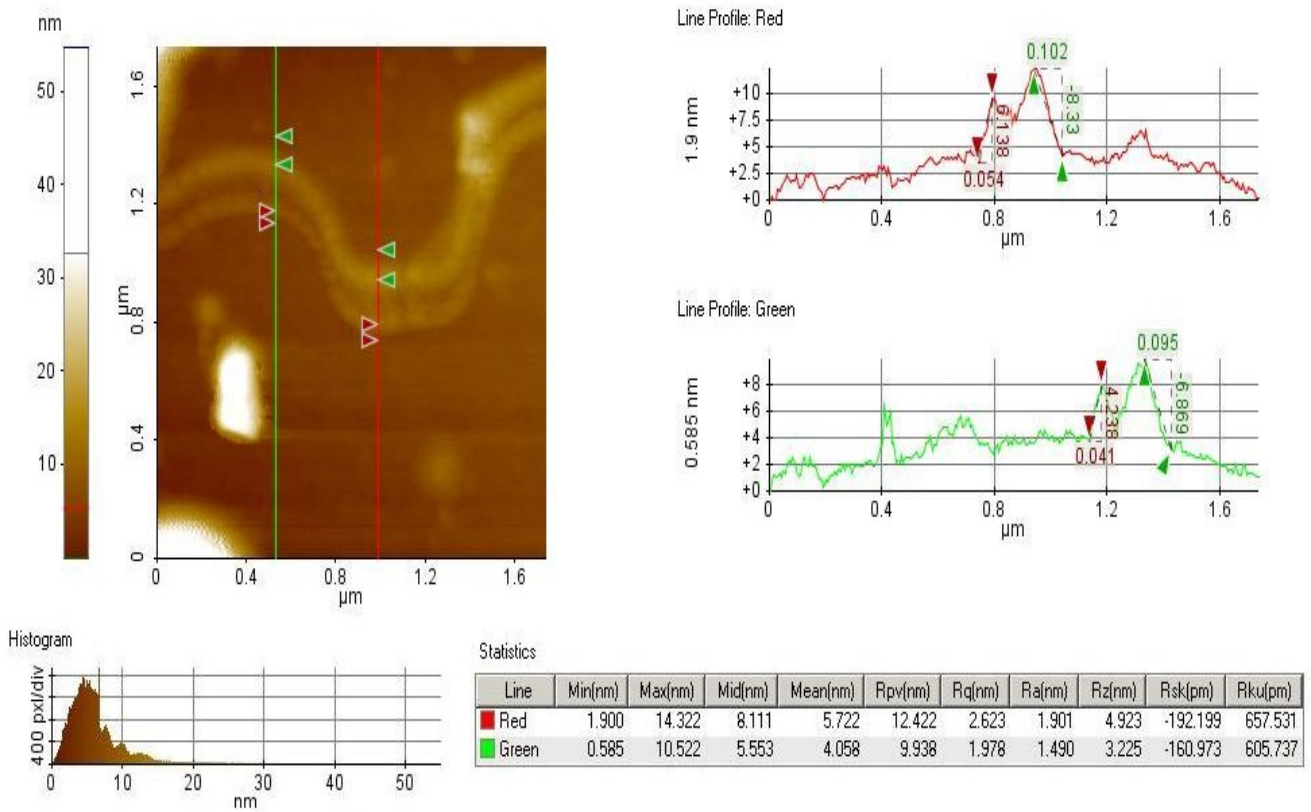 nm
50
40
30
20
10
µm
1.6
1.2
0.8
0.4
0
0 0.4 0.8 1.2 1.6
µm
Line Profile: Red
1.9 nm
+10
+7.5
+5
+2.5
+0
0.102
-8.33
6.138
0.054
0 0.4 0.8 1.2 1.6
µm
Line Profile: Green
0.585 nm
+8
+6
+4
+2
+0
0.095
-6.869
4.238
0.041
0 0.4 0.8 1.2 1.6
µm
Histogram
400 pxl/div
0 10 20 30 40 50
nm
Statistics
Line Min(nm) Max(nm) Mid(nm) Mean(nm) Rpv(nm) Rq(nm) Ra(nm) Rz(nm) Rsk(pm) Rku(pm)
Red 1.900 14.322 8.111 5.722 12.422 2.623 1.901 4.923 -192.199 657.531
Green 0.585 10.522 5.553 4.058 9.938 1.978 1.490 3.225 -160.973 605.737